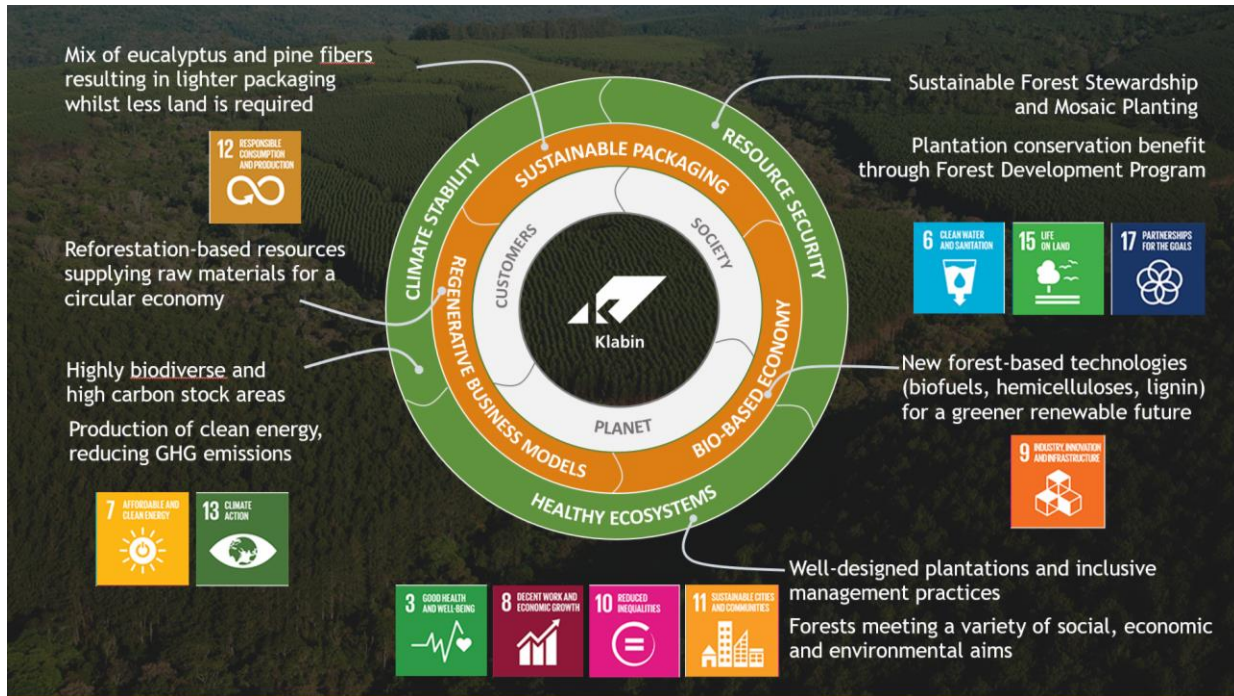 Mix of eucalyptus and pine fibers
resulting in lighter packaging
whilst less land is required
12 RESPONSIBLE
CONSUMPTION
AND PRODUCTION
Reforestation-based resources
supplying raw materials for a
circular economy
Highly biodiverse and
high carbon stock areas
Production of clean energy,
reducing GHG emissions
7 AFFORDABLE AND
CLEAN ENERGY
13 CLIMATE
ACTION
CLIMATE STABILITY
RESOURCE SECURITY
HEALTHY ECOSYSTEMS
SUSTAINABLE PACKAGING
REGENERATIVE BUSINESS MODELS
BIO-BASED ECONOMY
CUSTOMERS
SOCIETY
PLANET
Klabin
Sustainable Forest Stewardship
and Mosaic Planting
Plantation conservation benefit
through Forest Development Program
6 CLEAN WATER
AND SANITATION
15 LIFE
ON LAND
17 PARTNERSHIPS
FOR THE GOALS
New forest-based technologies
(biofuels, hemicelluloses, lignin)
for a greener renewable future
9 INDUSTRY, INNOVATION
AND INFRASTRUCTURE
Well-designed plantations and inclusive
management practices
Forests meeting a variety of social, economic
and environmental aims
3 GOOD HEALTH
AND WELL-BEING
8 DECENT WORK AND
ECONOMIC GROWTH
10 REDUCED
INEQUALITIES
11 SUSTAINABLE CITIES
AND COMMUNITIES